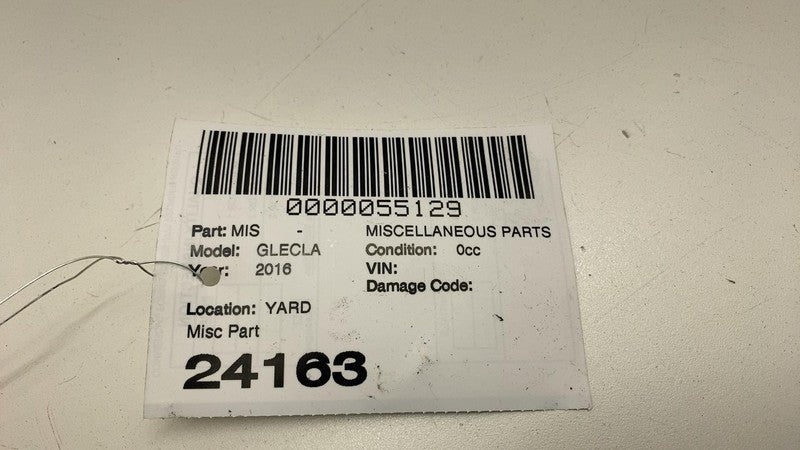 0000055129
Part: MIS - MISCELLANEOUS PARTS
Model: GLECLA Condition: 0cc
Year: 2016 VIN:
Damage Code:
Location: YARD
Misc Part
24163